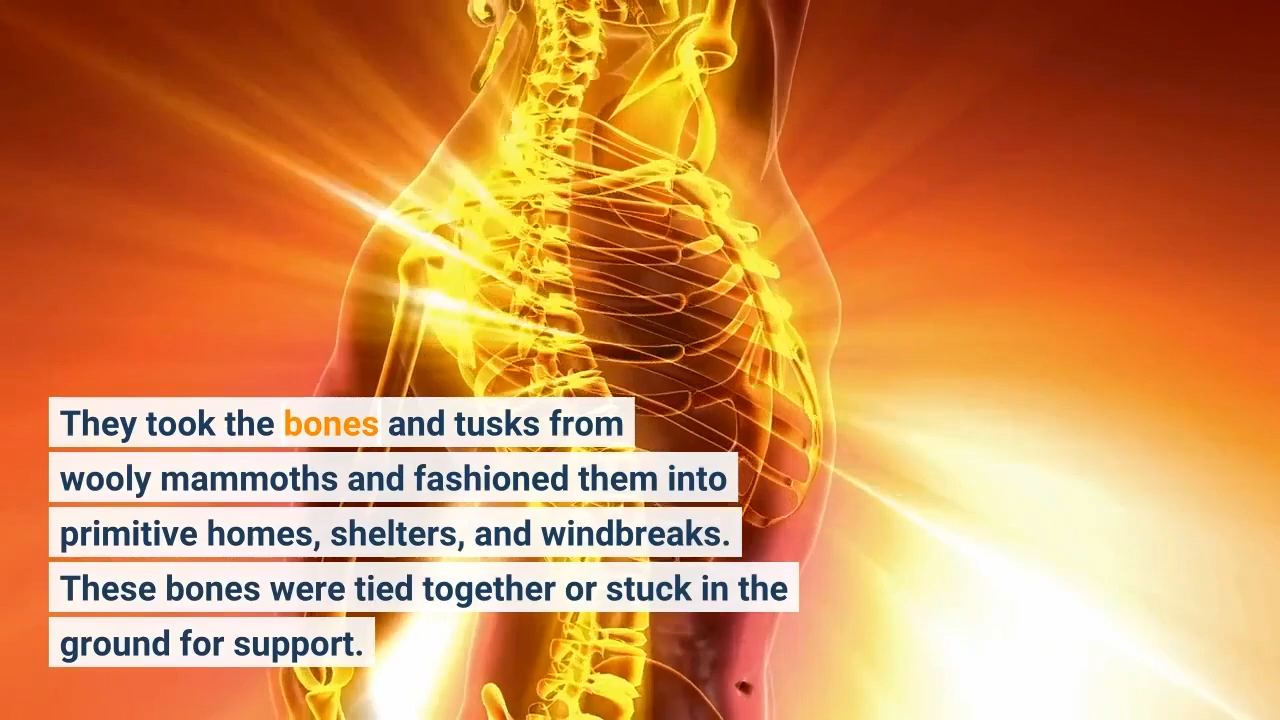 They took the bones and tusks from
wooly mammoths and fashioned them into
primitive homes, shelters, and windbreaks.
These bones were tied together or stuck in the
ground for support.